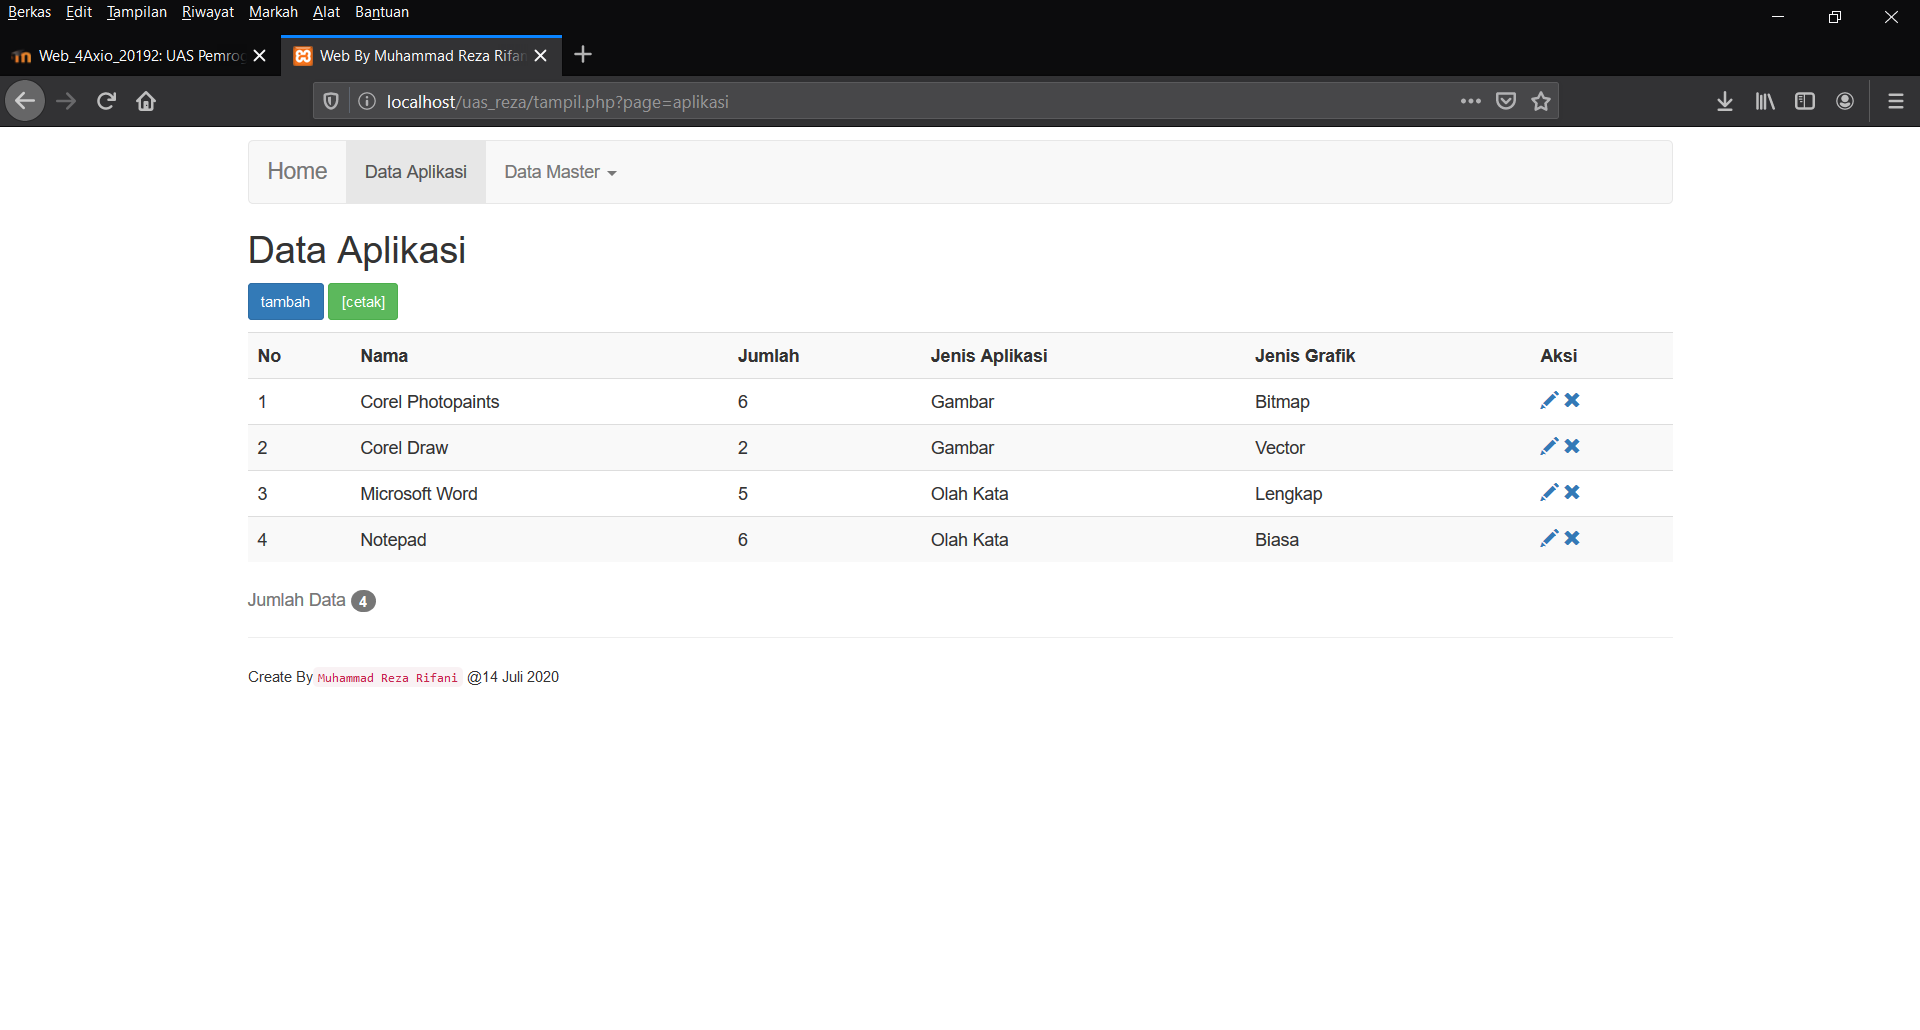 Berkas Edit Tampilan Riwayat Markah Alat Bantuan
Web_4Axio_20192: UAS Pemrog
Web By Muhammad Reza Rifan
localhost/uas_reza/tampil.php?page=aplikasi
Home Data Aplikasi Data Master
Data Aplikasi
tambah [cetak]
No Nama Jumlah Jenis Aplikasi Jenis Grafik Aksi
1 Corel Photopaints 6 Gambar Bitmap
2 Corel Draw 2 Gambar Vector
3 Microsoft Word 5 Olah Kata Lengkap
4 Notepad 6 Olah Kata Biasa
Jumlah Data 4
Create By Muhammad Reza Rifani @14 Juli 2020